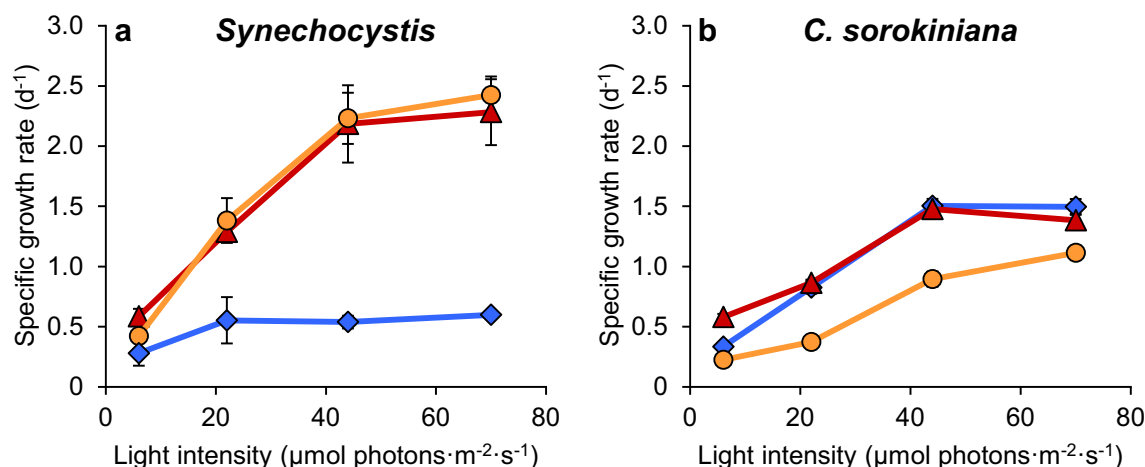 a Synechocystis
Specific growth rate (d⁻¹)
3.0
2.5
2.0
1.5
1.0
0.5
0
0 20 40 60 80
Light intensity (µmol photons·m⁻²·s⁻¹)
b C. sorokiniana
Specific growth rate (d⁻¹)
3.0
2.5
2.0
1.5
1.0
0.5
0
0 20 40 60 80
Light intensity (µmol photons·m⁻²·s⁻¹)